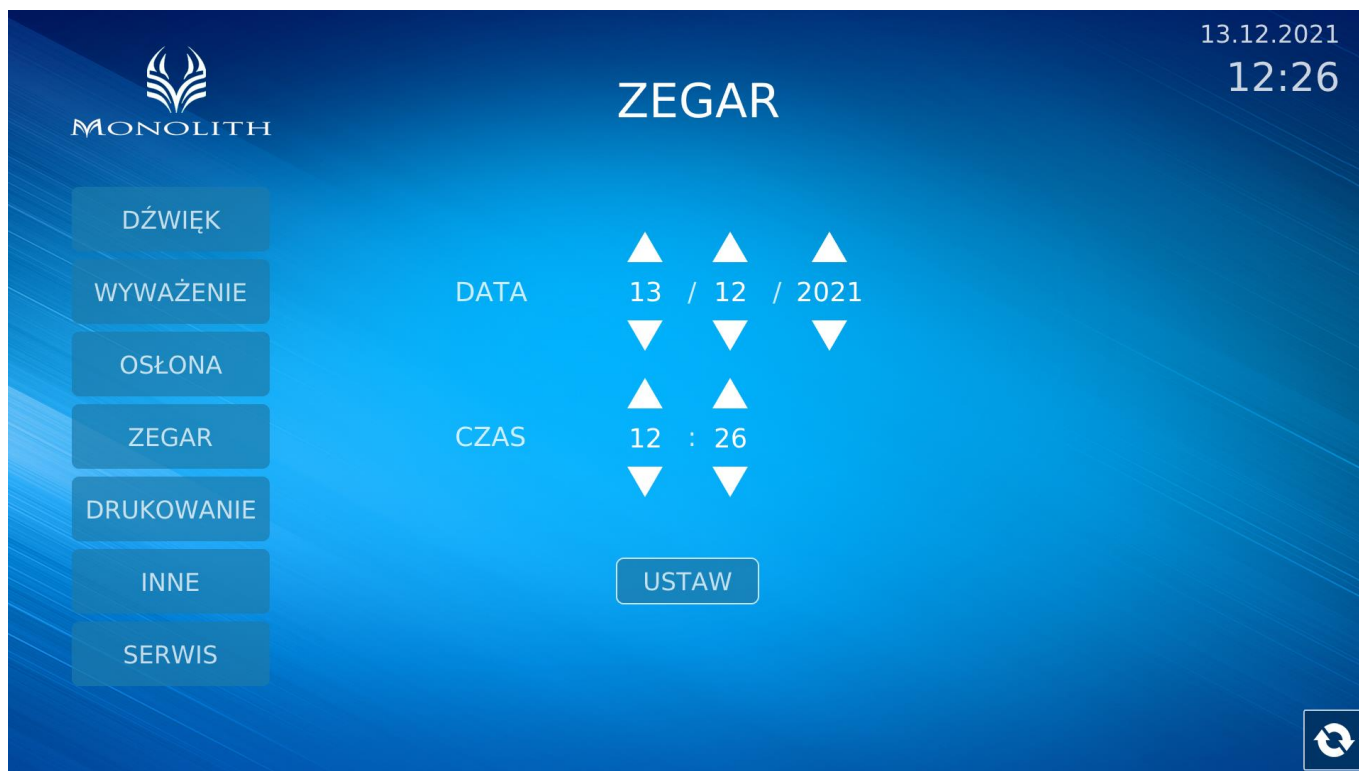 13.12.2021
12:26
MONOLITH
ZEGAR
DŹWIĘK
WYWAŻENIE
OSŁONA
ZEGAR
DRUKOWANIE
INNE
SERWIS
DATA 13 / 12 / 2021
CZAS 12 : 26
USTAW